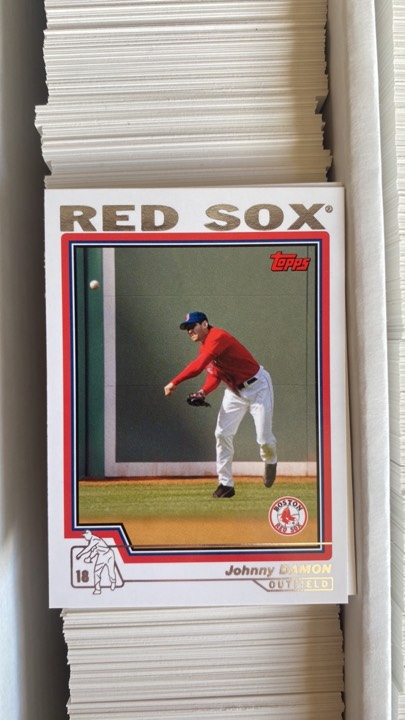 RED SOX®
Topps
B
BOSTON
RED SOX
18
Johnny DAMON
OUTFIELD